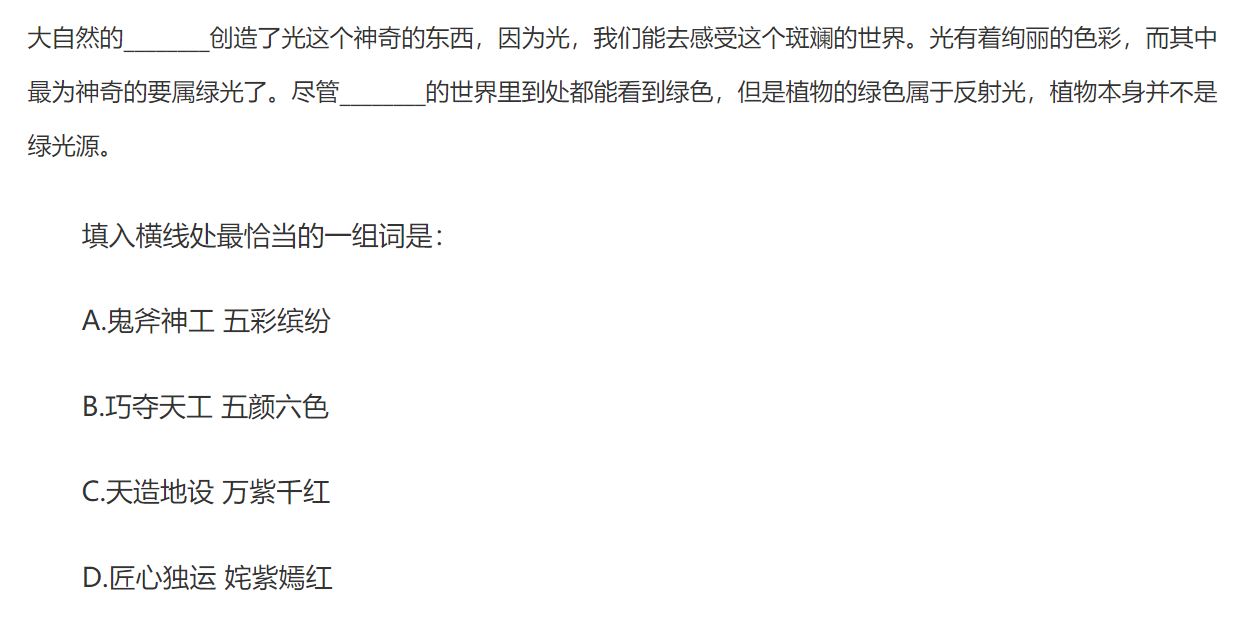 大自然的________创造了光这个神奇的东西，因为光，我们能去感受这个斑斓的世界。光有着绚丽的色彩，而其中
最为神奇的要属绿光了。尽管________的世界里到处都能看到绿色，但是植物的绿色属于反射光，植物本身并不是
绿光源。
填入横线处最恰当的一组词是：
A.鬼斧神工 五彩缤纷
B.巧夺天工 五颜六色
C.天造地设 万紫千红
D.匠心独运 姹紫嫣红